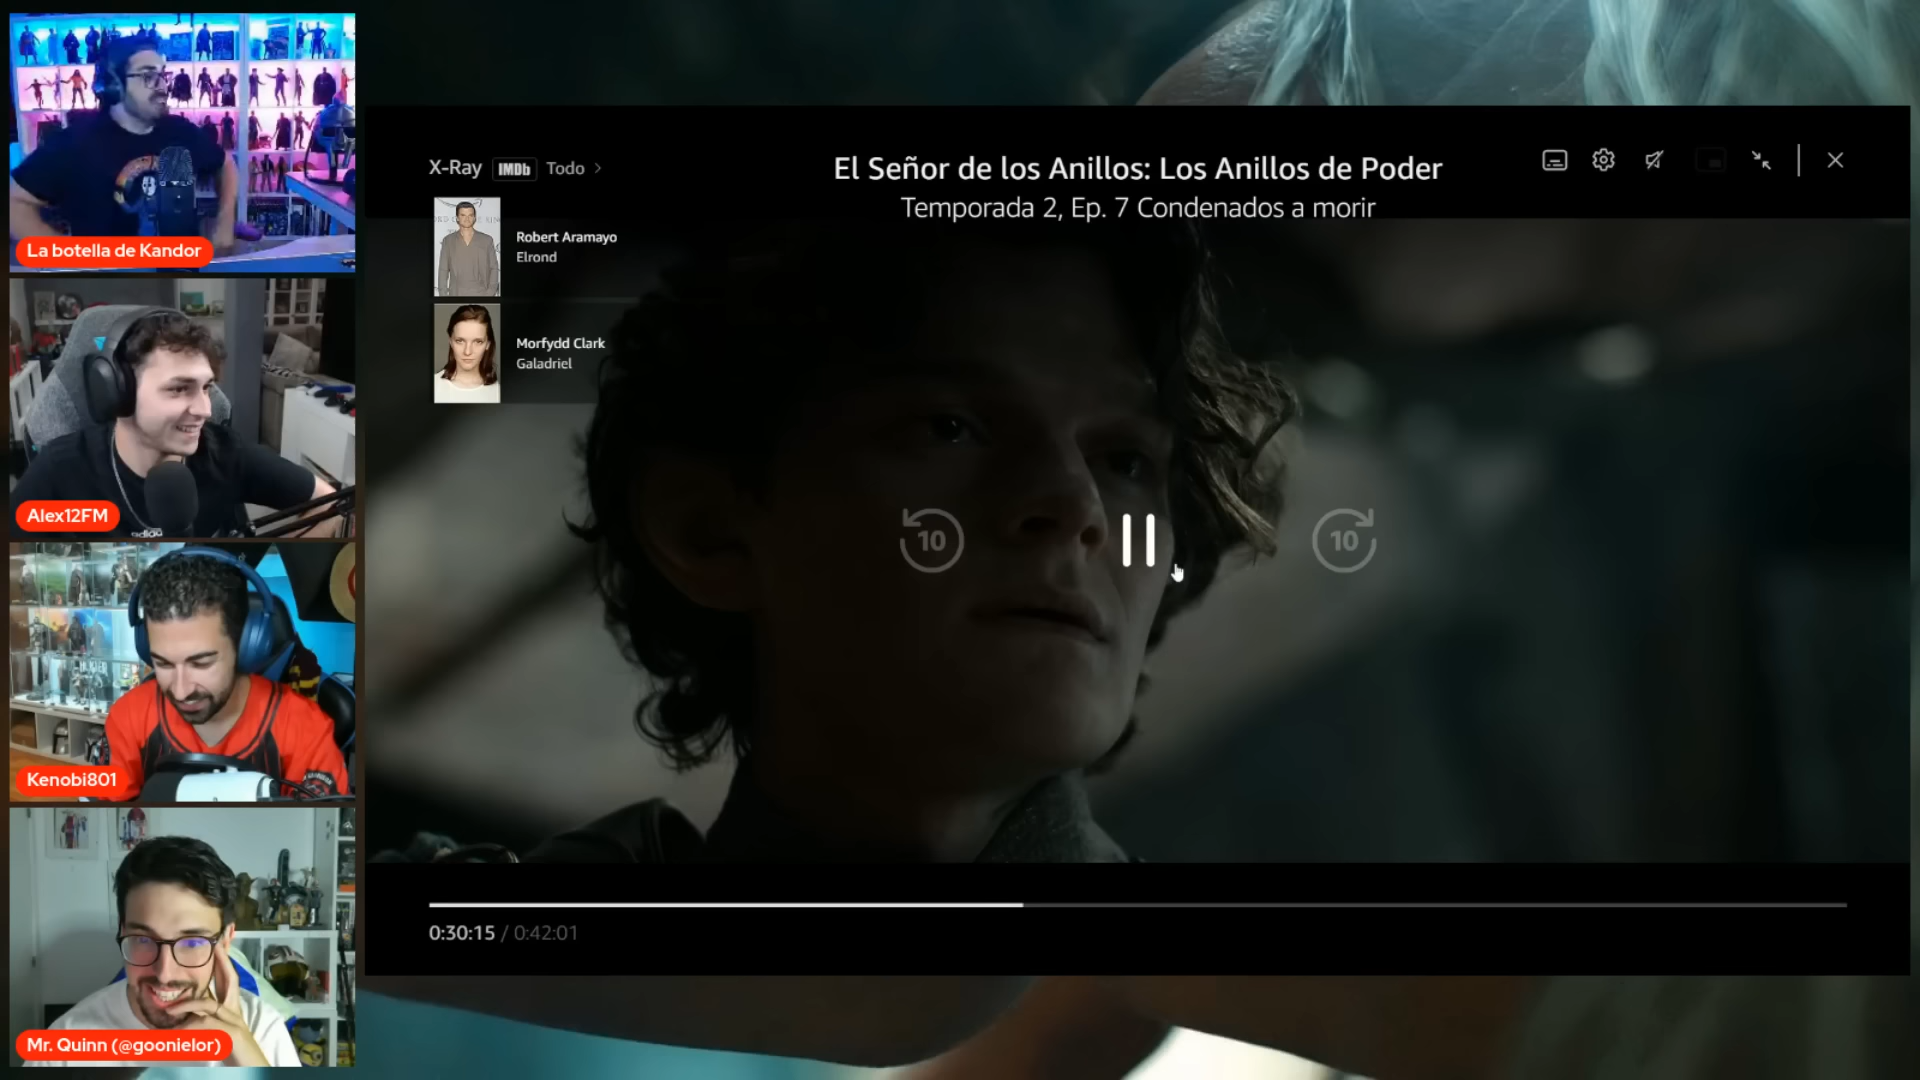 La botella de Kandor
Alex12FM
Kenobi801
Mr. Quinn (@goonielor)
X-Ray IMDb Todo
El Señor de los Anillos: Los Anillos de Poder
Temporada 2, Ep. 7 Condenados a morir
Robert Aramayo
Elrond
Morfydd Clark
Galadriel
10
10
0:30:15 / 0:42:01